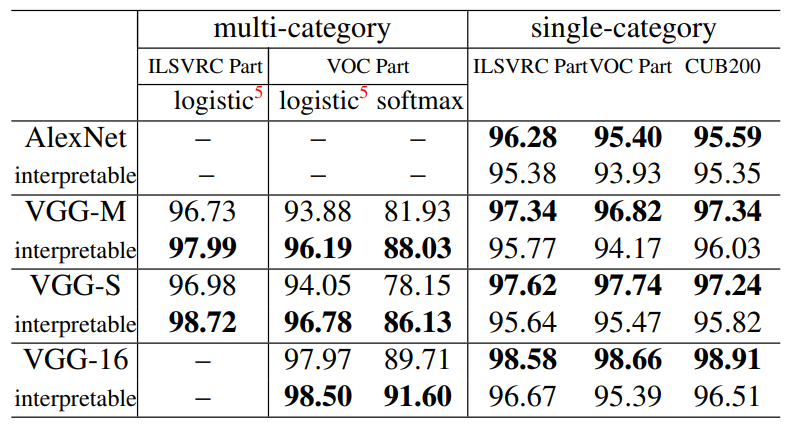 multi-category single-category
ILSVRC Part VOC Part ILSVRC Part VOC Part CUB200
logistic5 logistic5 softmax
AlexNet – – – 96.28 95.40 95.59
interpretable – – – 95.38 93.93 95.35
VGG-M 96.73 93.88 81.93 97.34 96.82 97.34
interpretable 97.99 96.19 88.03 95.77 94.17 96.03
VGG-S 96.98 94.05 78.15 97.62 97.74 97.24
interpretable 98.72 96.78 86.13 95.64 95.47 95.82
VGG-16 – 97.97 89.71 98.58 98.66 98.91
interpretable – 98.50 91.60 96.67 95.39 96.51